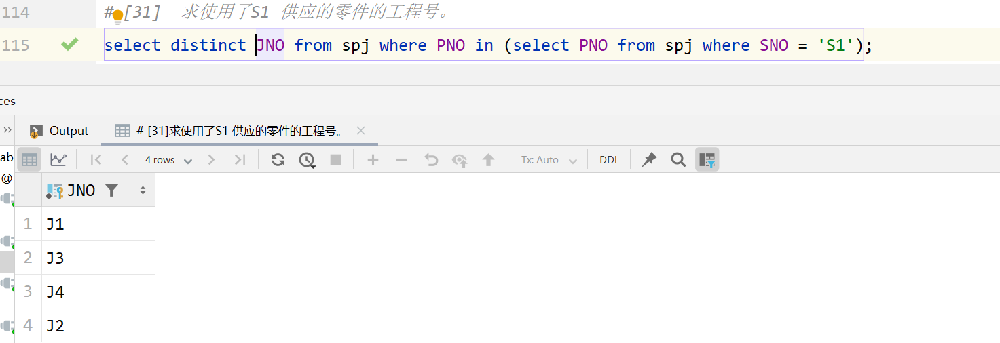 114 # [31] 求使用了S1 供应的零件的工程号。
115 select distinct JNO from spj where PNO in (select PNO from spj where SNO = 'S1');
ces
Output # [31]求使用了S1 供应的零件的工程号。
ab 4 rows Tx: Auto DDL
@
JNO
1 J1
2 J3
3 J4
4 J2